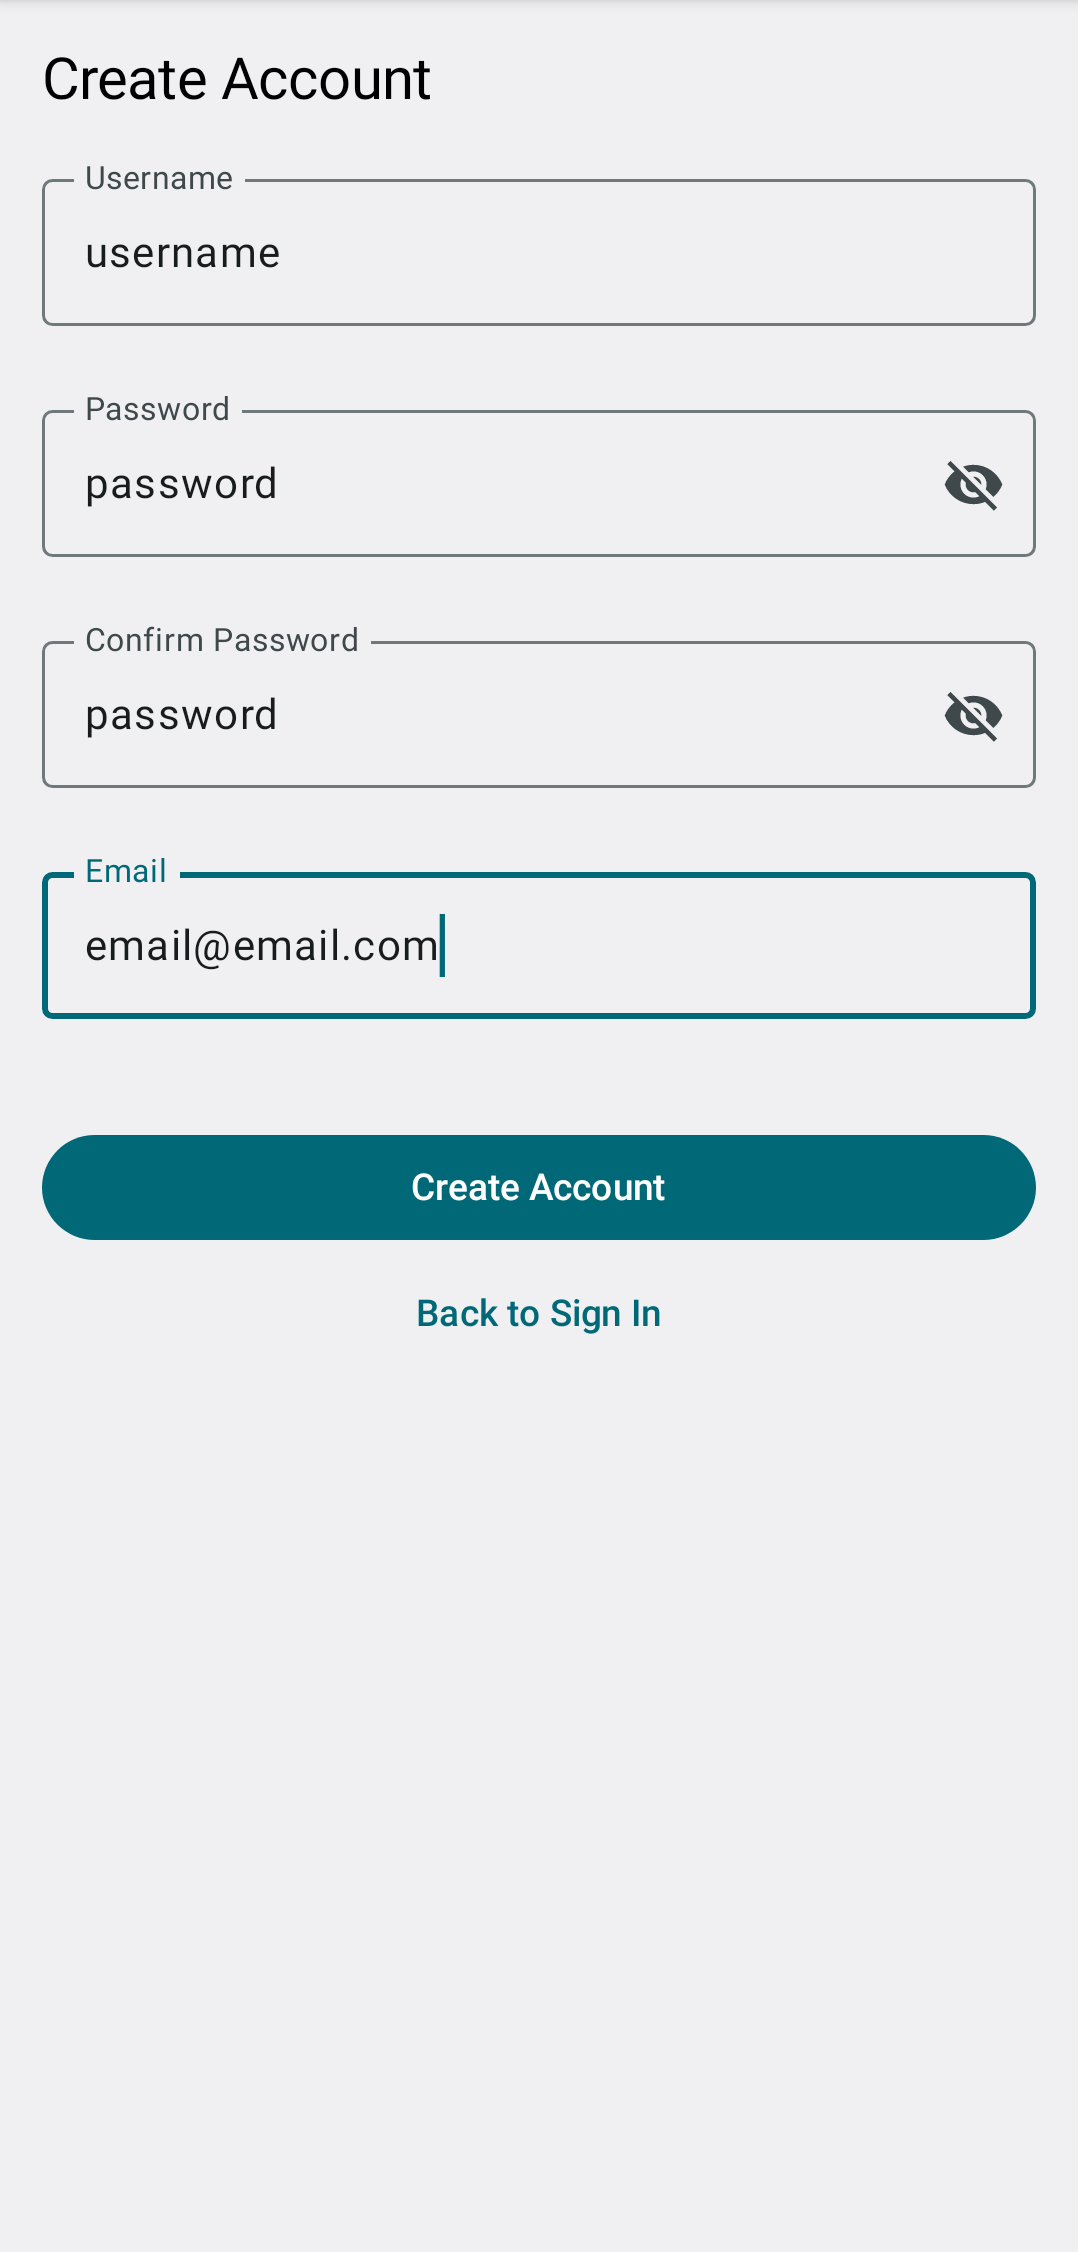 Create Account
Username
username
Password
password
Confirm Password
password
Email
email@email.com
Create Account
Back to Sign In